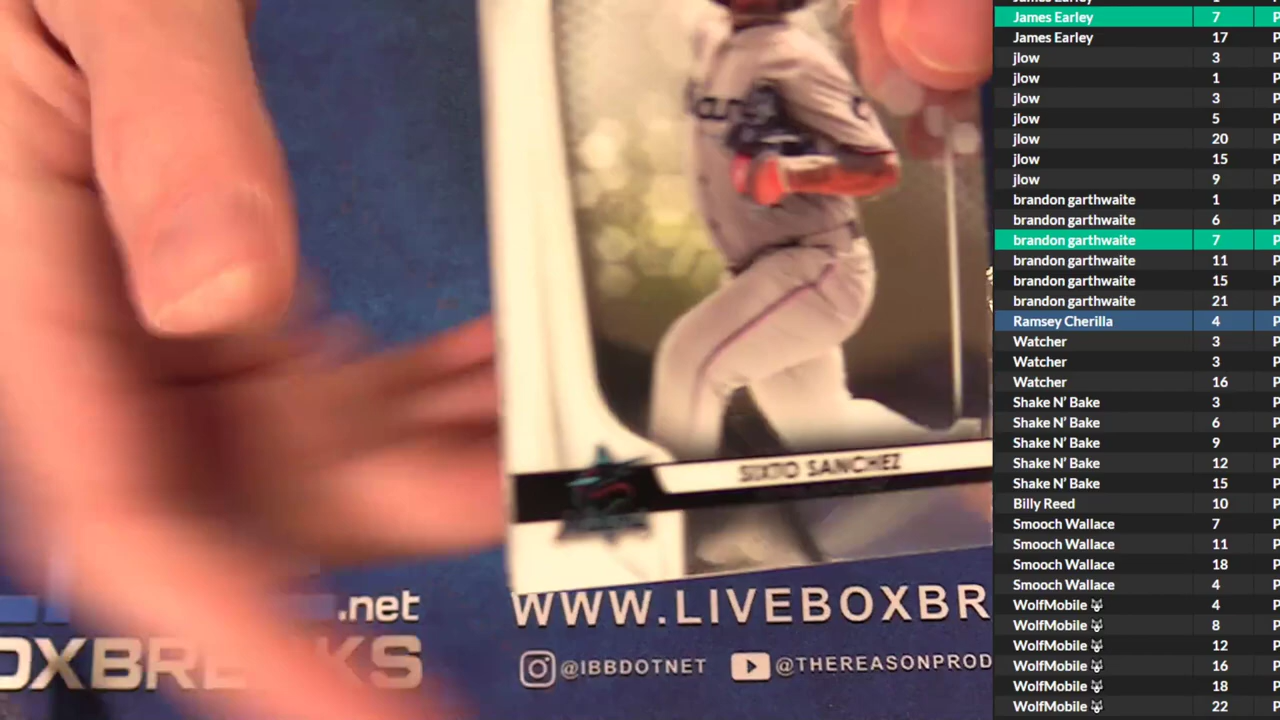 SIXTO SANCHEZ
.net
OXBRE KS
WWW.LIVEBOXBR
@IBBDOTNET @THEREASONPROD
James Earley 7 P
James Earley 17 P
jlow 3 P
jlow 1 P
jlow 3 P
jlow 5 P
jlow 20 P
jlow 15 P
jlow 9 P
brandon garthwaite 1 P
brandon garthwaite 6 P
brandon garthwaite 7 P
brandon garthwaite 11 P
brandon garthwaite 15 P
brandon garthwaite 21 P
Ramsey Cherilla 4 P
Watcher 3 P
Watcher 3 P
Watcher 16 P
Shake N' Bake 3 P
Shake N' Bake 6 P
Shake N' Bake 9 P
Shake N' Bake 12 P
Shake N' Bake 15 P
Billy Reed 10 P
Smooch Wallace 7 P
Smooch Wallace 11 P
Smooch Wallace 18 P
Smooch Wallace 4 P
WolfMobile 🐺 4 P
WolfMobile 🐺 8 P
WolfMobile 🐺 12 P
WolfMobile 🐺 16 P
WolfMobile 🐺 18 P
WolfMobile 🐺 22 P